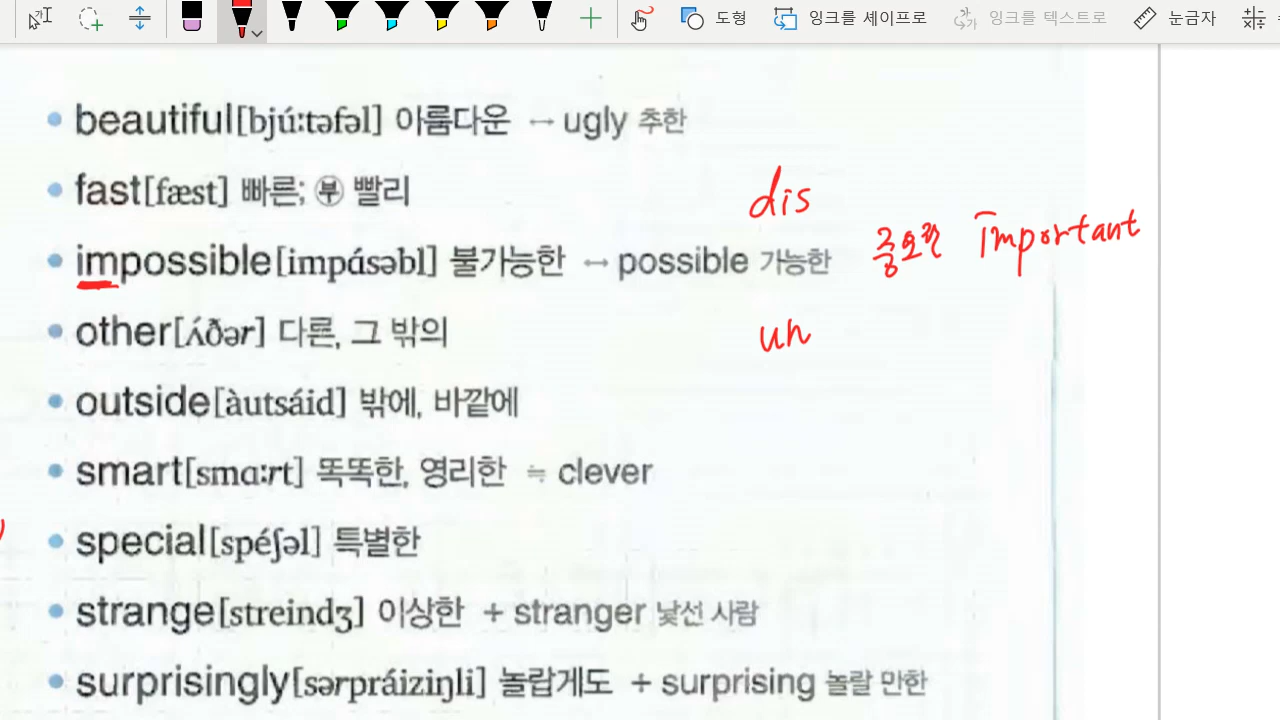 도형 잉크를 셰이프로 잉크를 텍스트로 눈금자
beautiful[bjúːtəfəl] 아름다운 ↔ ugly 추한
fast[fæst] 빠른; ㊝ 빨리
dis
impossible[impásəbl] 불가능한 ↔ possible 가능한
중요한 important
other[ʌ́ðər] 다른, 그 밖의
un
outside[àutsáid] 밖에, 바깥에
smart[smɑːrt] 똑똑한, 영리한 ≒ clever
special[spéʃəl] 특별한
strange[streindʒ] 이상한 + stranger 낯선 사람
surprisingly[sərpráiziŋli] 놀랍게도 + surprising 놀랄 만한